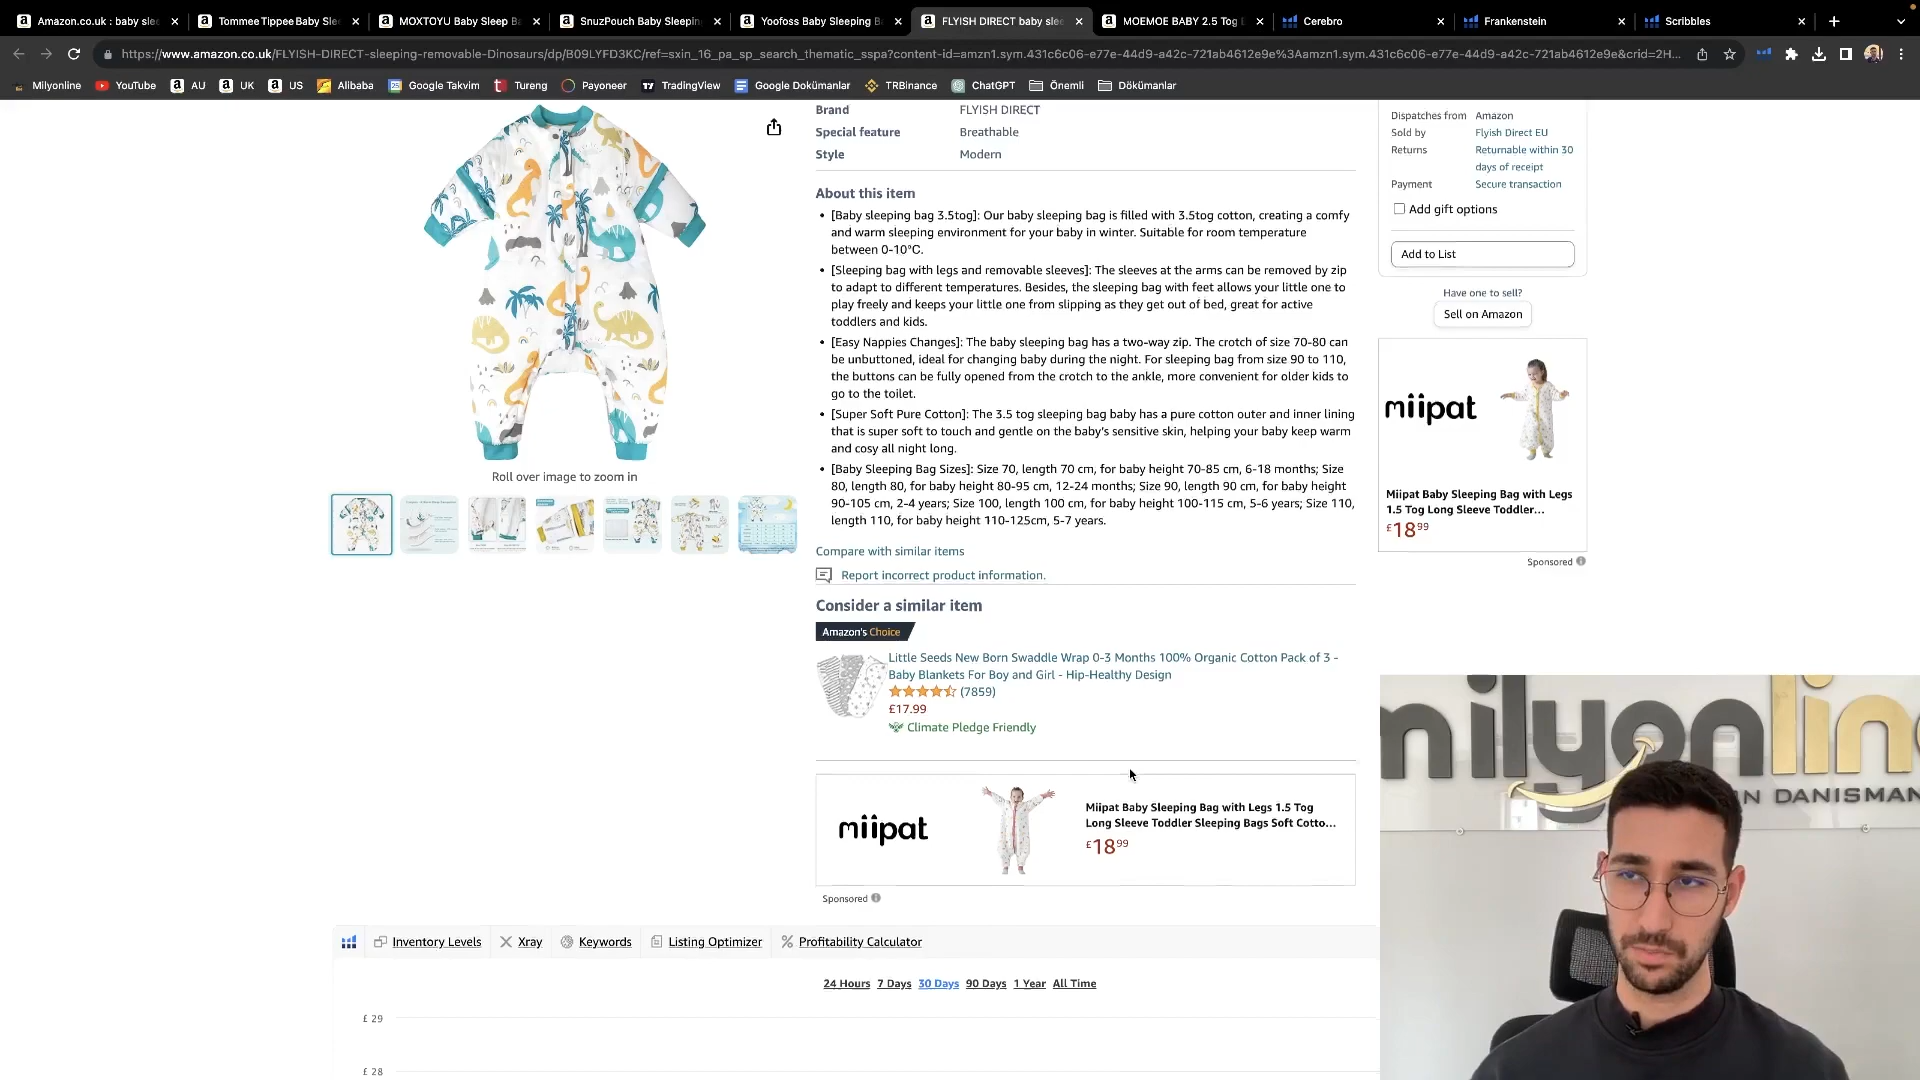 Amazon.co.uk : baby slee
Tommee Tippee Baby Sle
MOXTOYU Baby Sleep Ba
SnuzPouch Baby Sleepin
Yoofoss Baby Sleeping B
FLYISH DIRECT baby slee
MOEMOE BABY 2.5 Tog
Cerebro
Frankenstein
Scribbles
https://www.amazon.co.uk/FLYISH-DIRECT-sleeping-removable-Dinosaurs/dp/B09LYFD3KC/ref=sxin_16_pa_sp_search_thematic_sspa?content-id=amzn1.sym.431c6c06-e77e-44d9-a42c-721ab4612e9e%3Aamzn1.sym.431c6c06-e77e-44d9-a42c-721ab4612e9e&crid=2H...
Milyonline YouTube AU UK US Alibaba Google Takvim Tureng Payoneer TradingView Google Dokümanlar TRBinance ChatGPT Önemli Dökümanlar
Brand FLYISH DIRECT
Special feature Breathable
Style Modern
About this item
• [Baby sleeping bag 3.5tog]: Our baby sleeping bag is filled with 3.5tog cotton, creating a comfy
and warm sleeping environment for your baby in winter. Suitable for room temperature
between 0-10°C.
• [Sleeping bag with legs and removable sleeves]: The sleeves at the arms can be removed by zip
to adapt to different temperatures. Besides, the sleeping bag with feet allows your little one to
play freely and keeps your little one from slipping as they get out of bed, great for active
toddlers and kids.
• [Easy Nappies Changes]: The baby sleeping bag has a two-way zip. The crotch of size 70-80 can
be unbuttoned, ideal for changing baby during the night. For sleeping bag from size 90 to 110,
the buttons can be fully opened from the crotch to the ankle, more convenient for older kids to
go to the toilet.
• [Super Soft Pure Cotton]: The 3.5 tog sleeping bag baby has a pure cotton outer and inner lining
that is super soft to touch and gentle on the baby's sensitive skin, helping your baby keep warm
and cosy all night long.
• [Baby Sleeping Bag Sizes]: Size 70, length 70 cm, for baby height 70-85 cm, 6-18 months; Size
80, length 80, for baby height 80-95 cm, 12-24 months; Size 90, length 90 cm, for baby height
90-105 cm, 2-4 years; Size 100, length 100 cm, for baby height 100-115 cm, 5-6 years; Size 110,
length 110, for baby height 110-125cm, 5-7 years.
Roll over image to zoom in
Compare with similar items
Report incorrect product information.
Consider a similar item
Amazon's Choice
Little Seeds New Born Swaddle Wrap 0-3 Months 100% Organic Cotton Pack of 3 -
Baby Blankets For Boy and Girl - Hip-Healthy Design
(7859)
£17.99
Climate Pledge Friendly
miipat
Miipat Baby Sleeping Bag with Legs 1.5 Tog
Long Sleeve Toddler Sleeping Bags Soft Cotto...
£18⁹⁹
Sponsored
Dispatches from Amazon
Sold by Flyish Direct EU
Returns Returnable within 30
days of receipt
Payment Secure transaction
Add gift options
Add to List
Have one to sell?
Sell on Amazon
miipat
Miipat Baby Sleeping Bag with Legs
1.5 Tog Long Sleeve Toddler...
£18⁹⁹
Sponsored
Inventory Levels Xray Keywords Listing Optimizer Profitability Calculator
24 Hours 7 Days 30 Days 90 Days 1 Year All Time
£ 29
£ 28
milyonlin
N DANIŞMAN